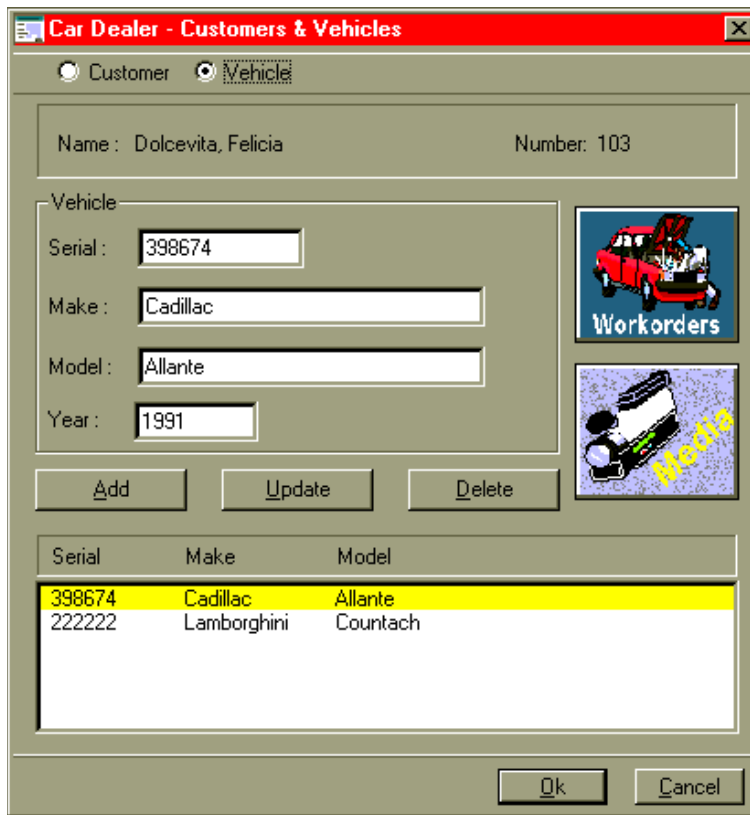 Car Dealer - Customers & Vehicles
Customer Vehicle
Name : Dolcevita, Felicia Number: 103
Vehicle
Serial : 398674
Make : Cadillac
Model : Allante
Year : 1991
Workorders
Media
Add Update Delete
Serial Make Model
398674 Cadillac Allante
222222 Lamborghini Countach
Ok Cancel